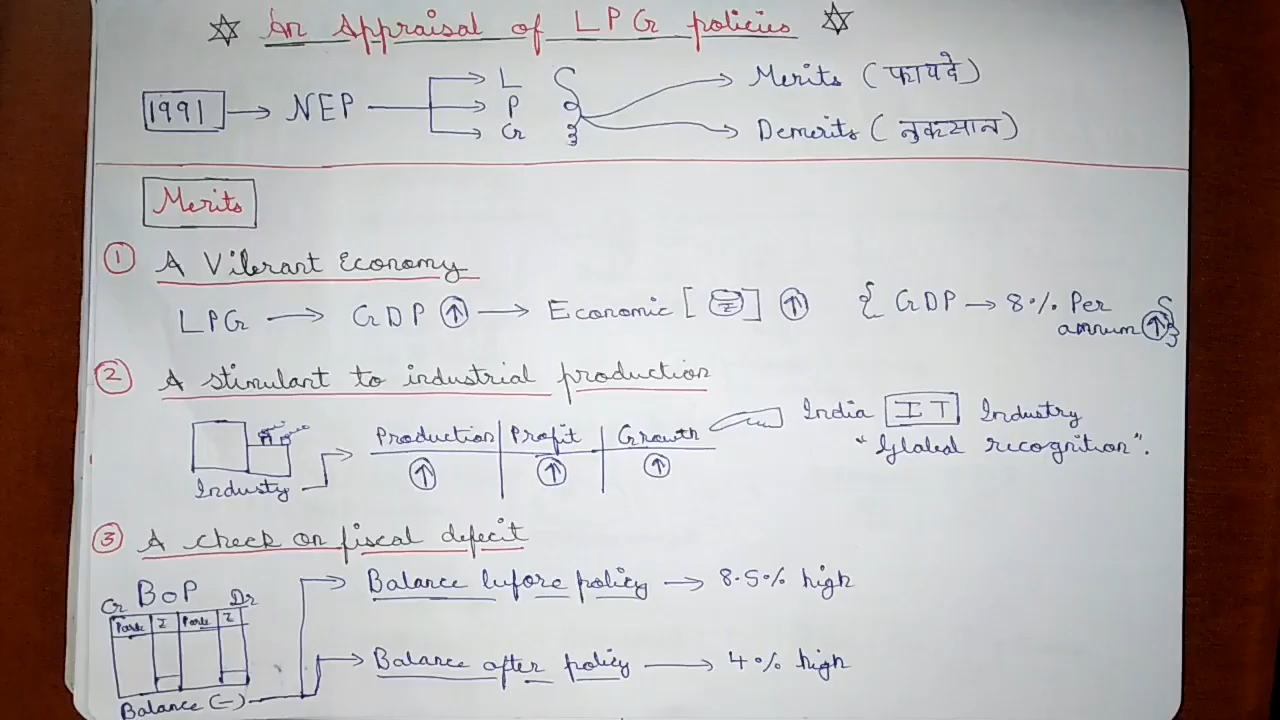 An Appraisal of LPG policies
1991 → NEP
L
P
G
Merits (फायदे)
Demerits (नुकसान)
Merits
① A Vibrant Economy
LPG → GDP ↑ → Economic [ ] ↑ { GDP → 8% Per
annum ↑ }
② A stimulant to industrial production
India IT Industry
"Global recognition".
Production Profit Growth
↑ ↑ ↑
Industy
③ A check on fiscal defecit
Cr BoP Dr
Balance before policy → 8.5% high
Balance after policy → 4% high
Balance (-)